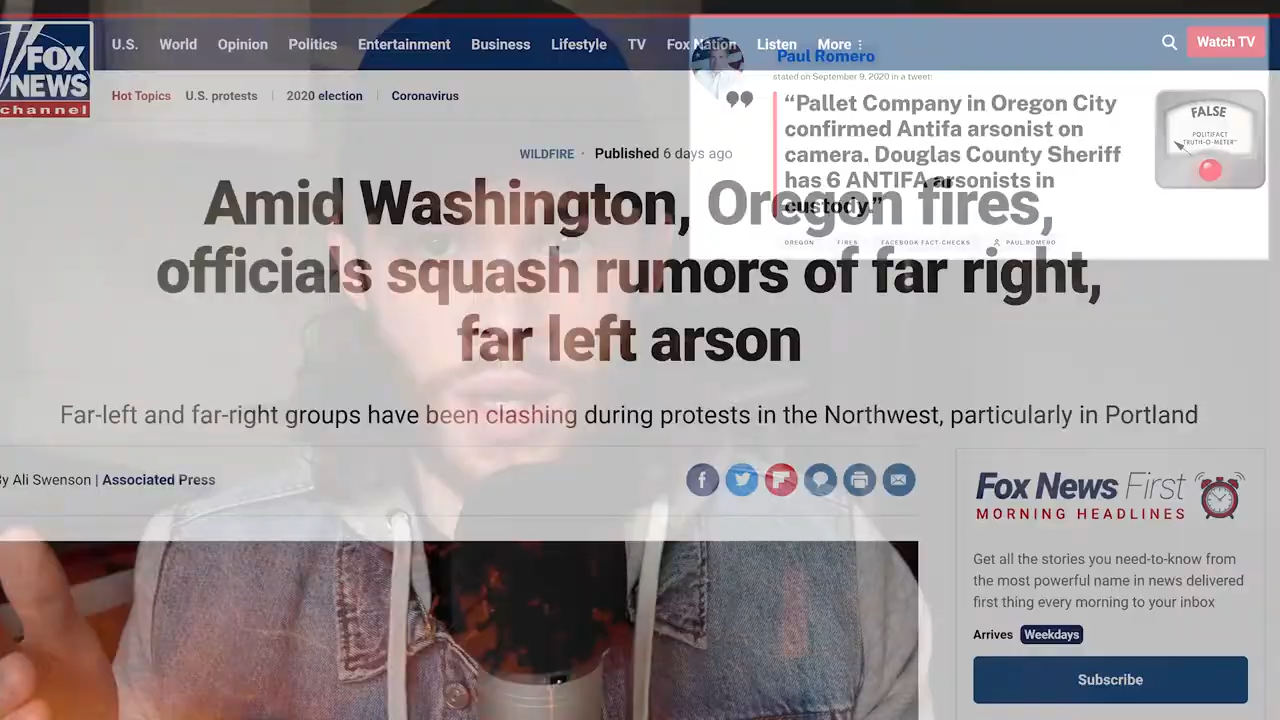 FOX
NEWS
channel
U.S. World Opinion Politics Entertainment Business Lifestyle TV Fox Nation Listen More
Watch TV
Hot Topics U.S. protests 2020 election Coronavirus
Paul Romero
stated on September 9, 2020 in a tweet:
“Pallet Company in Oregon City
confirmed Antifa arsonist on
camera. Douglas County Sheriff
has 6 ANTIFA arsonists in
custody.”
OREGON FIRES FACEBOOK FACT-CHECKS PAUL ROMERO
FALSE
POLITIFACT
TRUTH-O-METER™
WILDFIRE · Published 6 days ago
Amid Washington, Oregon fires,
officials squash rumors of far right,
far left arson
Far-left and far-right groups have been clashing during protests in the Northwest, particularly in Portland
By Ali Swenson | Associated Press
Fox News First
MORNING HEADLINES
Get all the stories you need-to-know from
the most powerful name in news delivered
first thing every morning to your inbox
Arrives Weekdays
Subscribe